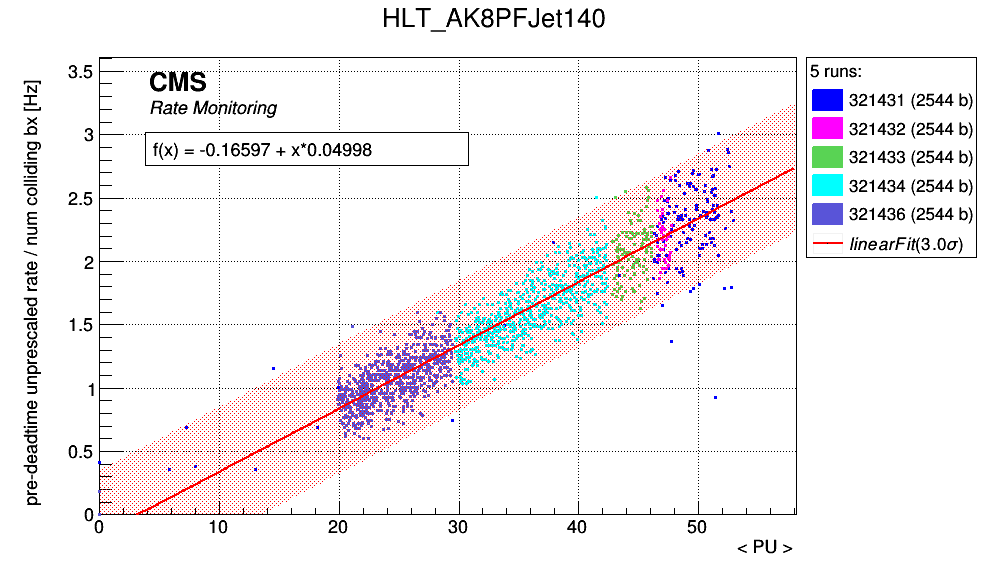 HLT_AK8PFJet140
pre-deadtime unprescaled rate / num colliding bx [Hz]
3.5
3
2.5
2
1.5
1
0.5
0
CMS
Rate Monitoring
f(x) = -0.16597 + x*0.04998
0 10 20 30 40 50
< PU >
5 runs:
321431 (2544 b)
321432 (2544 b)
321433 (2544 b)
321434 (2544 b)
321436 (2544 b)
linearFit(3.0σ)